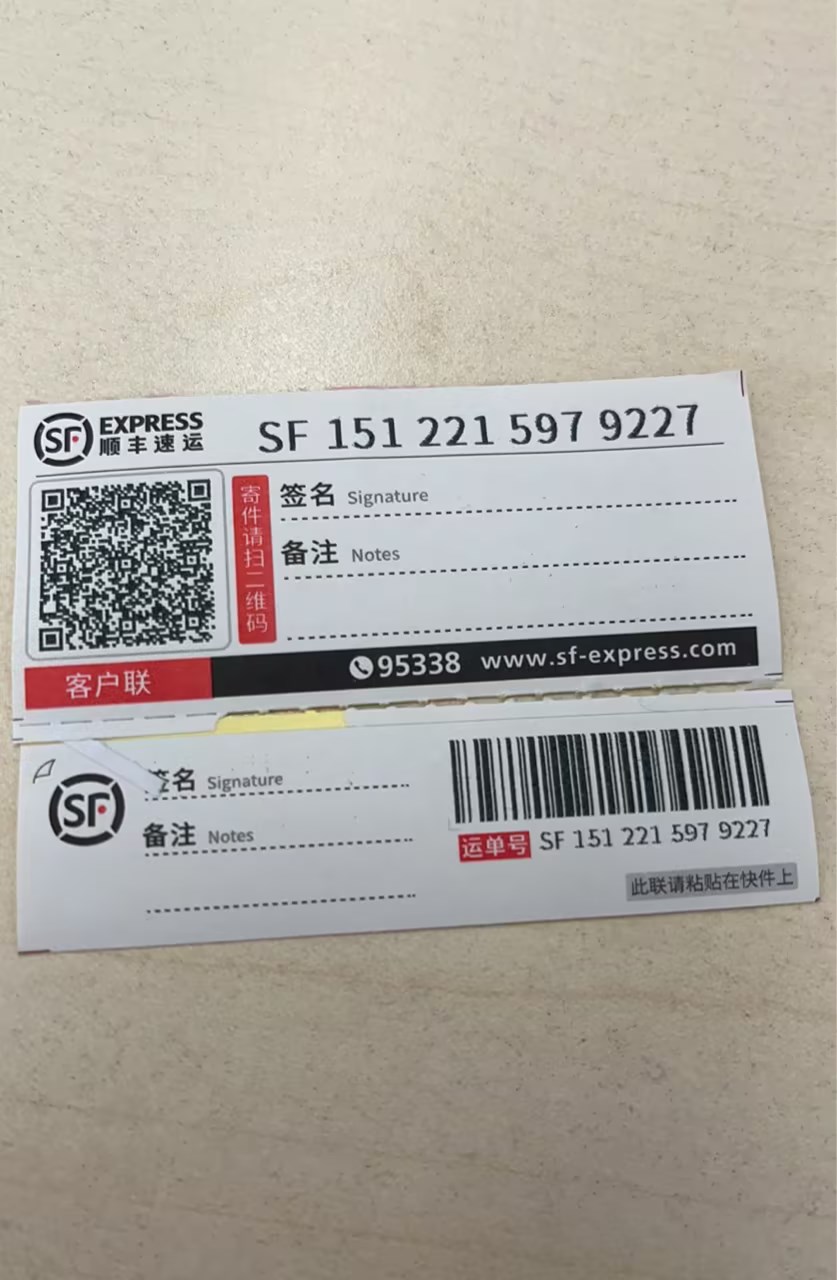 SF EXPRESS
顺丰速运
SF 151 221 597 9227
寄件请扫二维码
签名 Signature
备注 Notes
客户联
95338 www.sf-express.com
SF
签名 Signature
备注 Notes
运单号 SF 151 221 597 9227
此联请粘贴在快件上